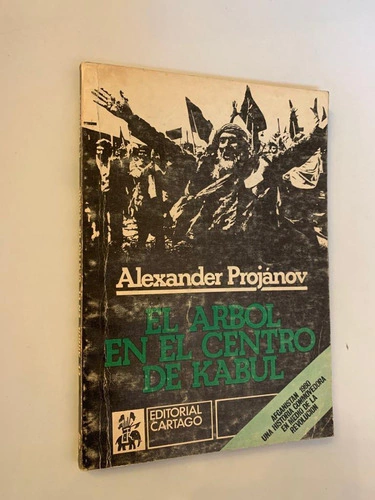 Alexander Projánov
EL ARBOL
EN EL CENTRO
DE KABUL
EDITORIAL
CARTAGO
AFGANISTAN 1980
UNA HISTORIA CONMOVEDORA
EN MEDIO DE LA
REVOLUCION